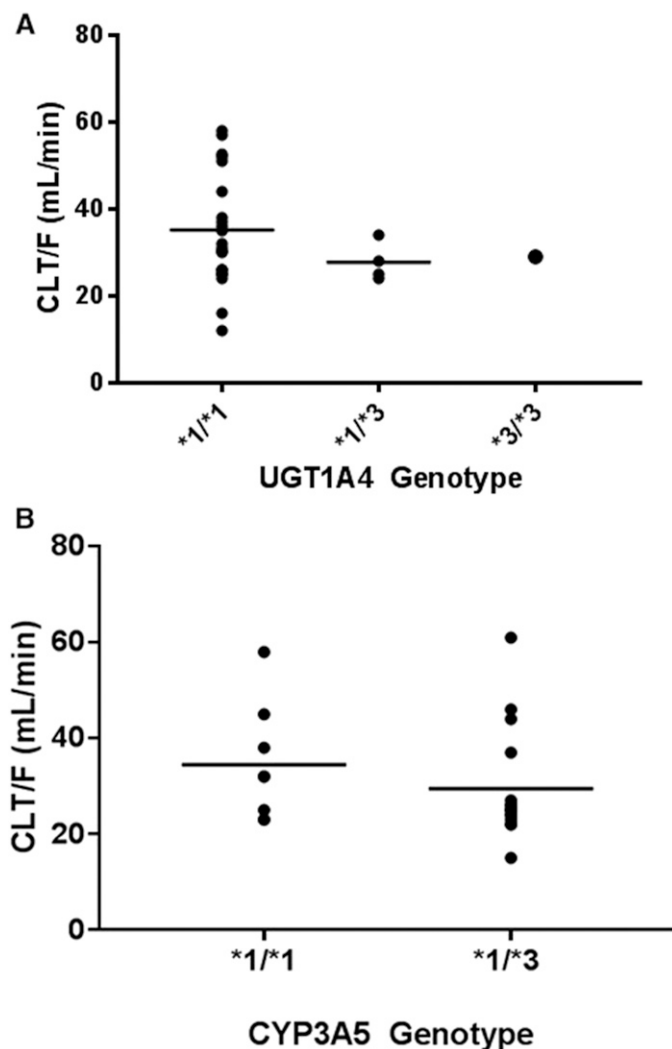 A
80
60
40
20
0
CLT/F (mL/min)
*1/*1
*1/*3
*3/*3
UGT1A4 Genotype
B
80
60
40
20
0
CLT/F (mL/min)
*1/*1
*1/*3
CYP3A5 Genotype